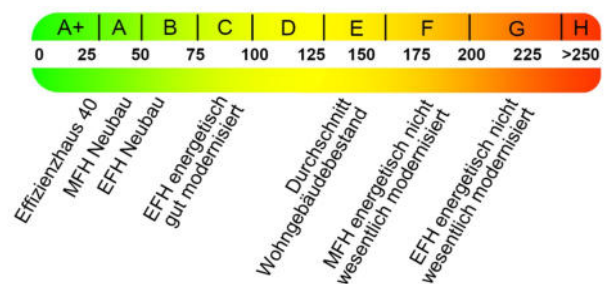 A+ A B C D E F G H
0 25 50 75 100 125 150 175 200 225 >250
Effizienzhaus 40
MFH Neubau
EFH Neubau
EFH energetisch
gut modernisiert
Durchschnitt
Wohngebäudebestand
MFH energetisch nicht
wesentlich modernisiert
EFH energetisch nicht
wesentlich modernisiert